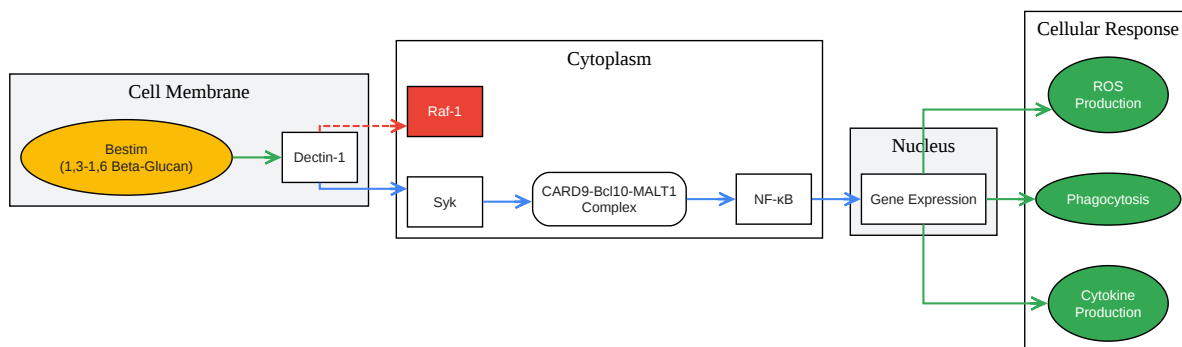 Cell Membrane
Bestim
(1,3-1,6 Beta-Glucan)
Dectin-1
Cytoplasm
Raf-1
Syk
CARD9-Bcl10-MALT1
Complex
NF-κB
Nucleus
Gene Expression
Cellular Response
ROS
Production
Phagocytosis
Cytokine
Production